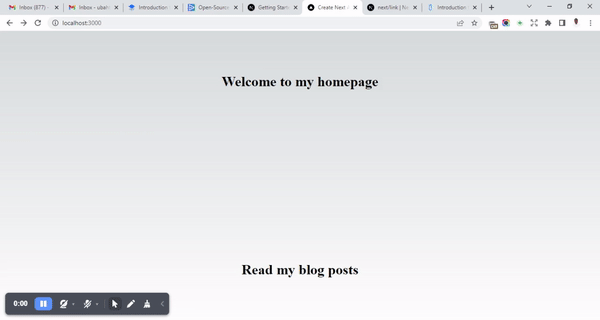 Inbox (877) -
Inbox - ubai
Introduction
Open-Sourc
Getting Start
Create Next
next/link | N
Introduction
localhost:3000
Welcome to my homepage
Read my blog posts
0:00